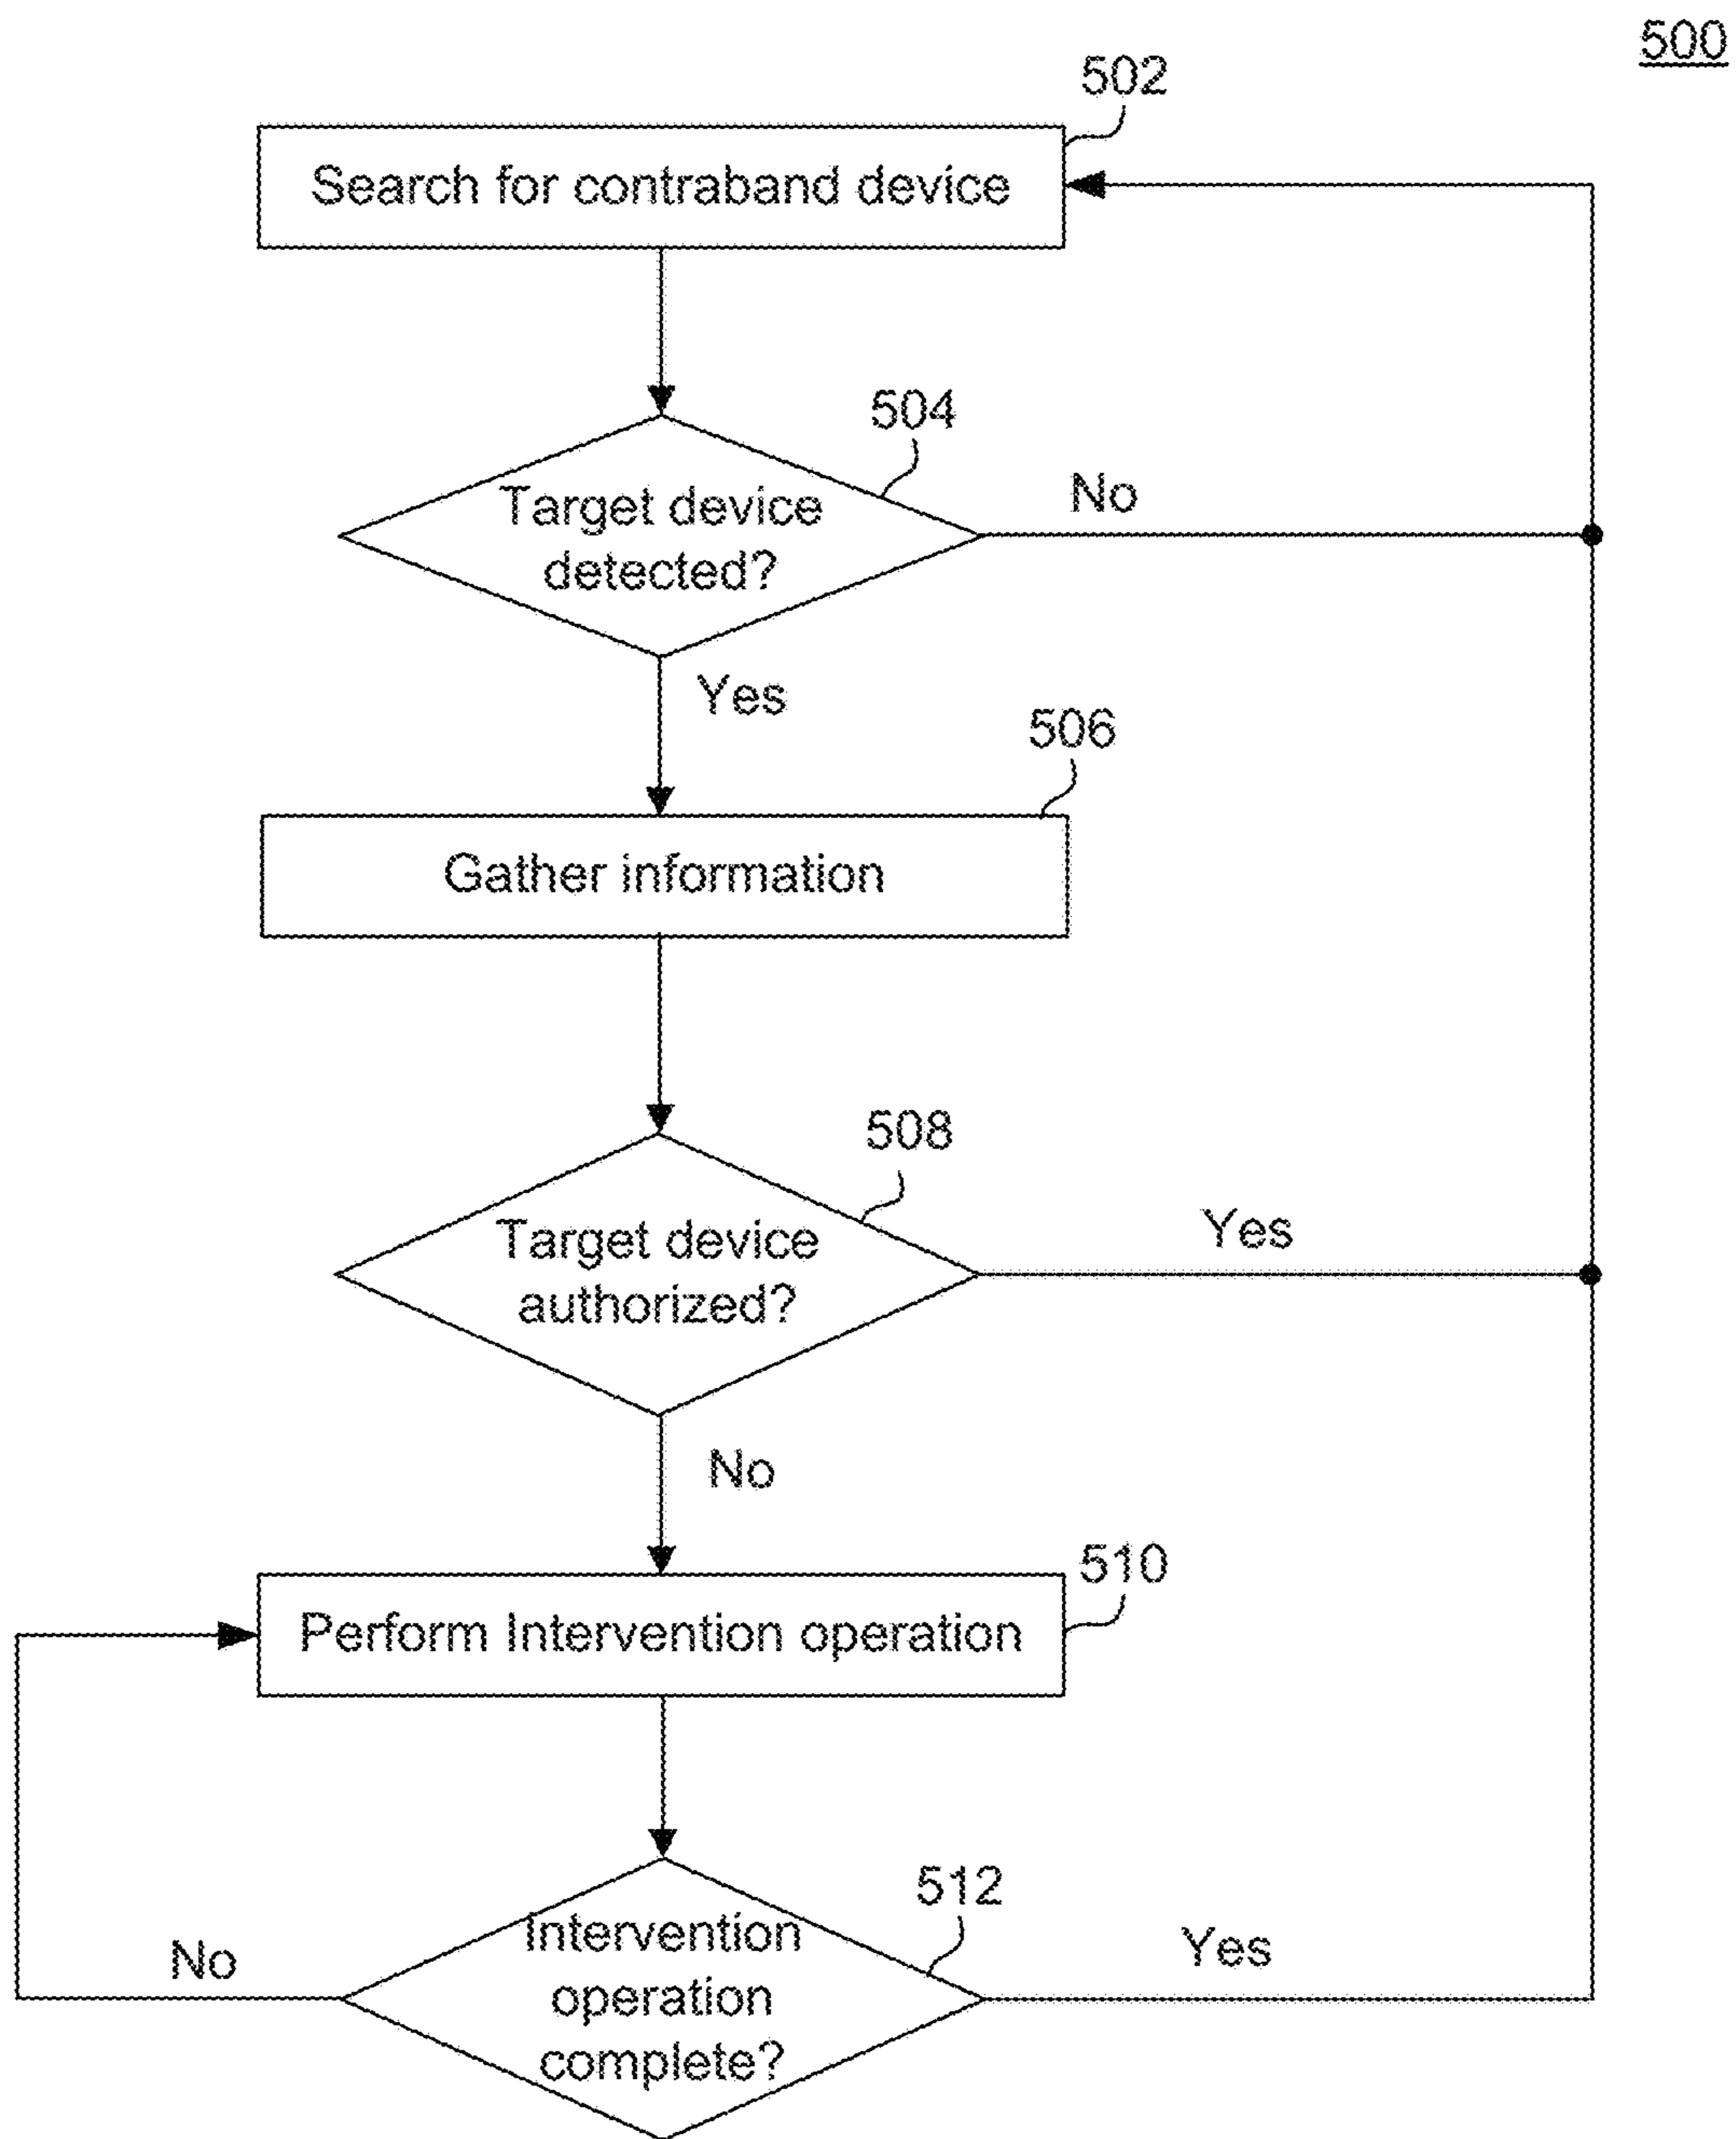 500
502
Search for contraband device
504
Target device
detected?
No
Yes
506
Gather information
508
Target device
authorized?
Yes
No
510
Perform Intervention operation
512
Intervention
operation
complete?
No
Yes